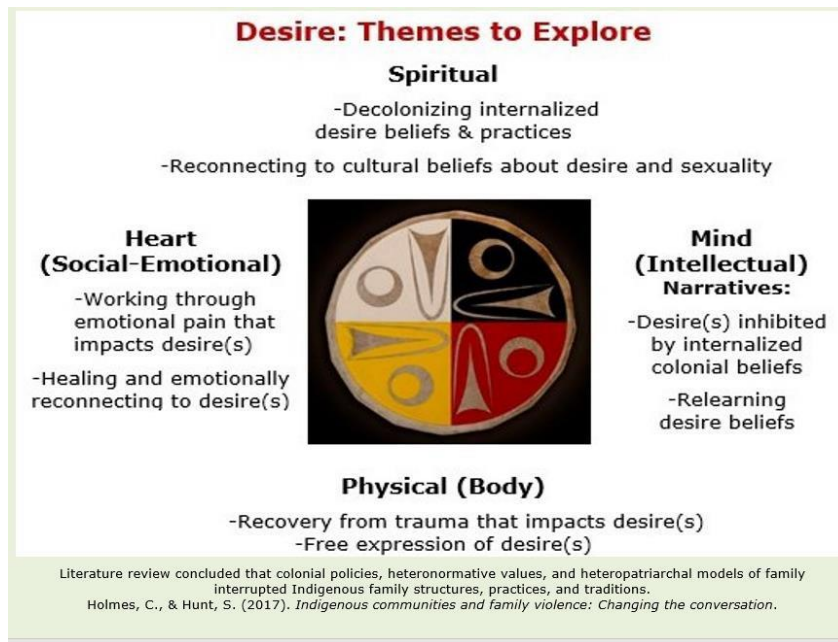 Desire: Themes to Explore
Spiritual
-Decolonizing internalized
desire beliefs & practices
-Reconnecting to cultural beliefs about desire and sexuality
Heart
(Social-Emotional)
-Working through
emotional pain that
impacts desire(s)
-Healing and emotionally
reconnecting to desire(s)
Mind
(Intellectual)
Narratives:
-Desire(s) inhibited
by internalized
colonial beliefs
-Relearning
desire beliefs
Physical (Body)
-Recovery from trauma that impacts desire(s)
-Free expression of desire(s)
Literature review concluded that colonial policies, heteronormative values, and heteropatriarchal models of family
interrupted Indigenous family structures, practices, and traditions.
Holmes, C., & Hunt, S. (2017). Indigenous communities and family violence: Changing the conversation.